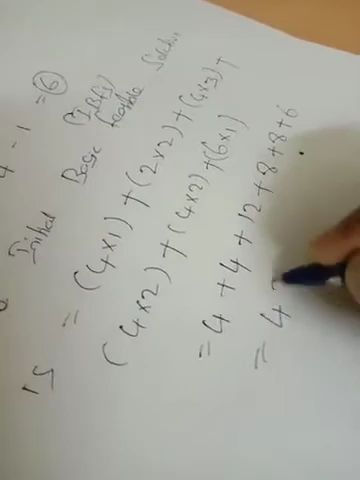 4 - 1 = 6
Initial Basic feasible
(IBFS)
is = (4×1) + (2×2) + (4×3) +
(4×2) + (4×2) + (6×1)
= 4 + 4 + 12 + 8 + 8 + 6
= 4